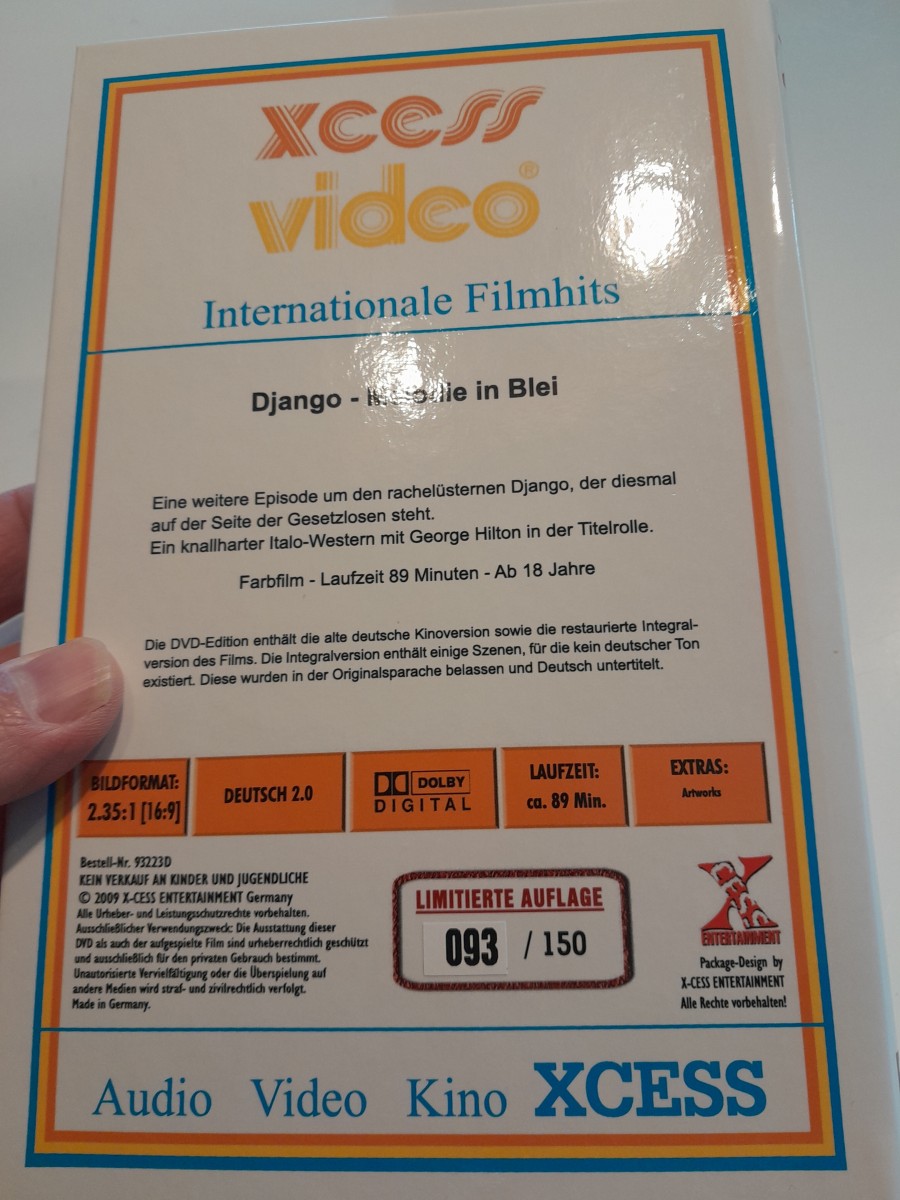 xcess
video®
Internationale Filmhits
Django - Melodie in Blei
Eine weitere Episode um den rachelüsternen Django, der diesmal
auf der Seite der Gesetzlosen steht.
Ein knallharter Italo-Western mit George Hilton in der Titelrolle.
Farbfilm - Laufzeit 89 Minuten - Ab 18 Jahre
Die DVD-Edition enthält die alte deutsche Kinoversion sowie die restaurierte Integral-
version des Films. Die Integralversion enthält einige Szenen, für die kein deutscher Ton
existiert. Diese wurden in der Originalsparache belassen und Deutsch untertitelt.
BILDFORMAT:
2.35:1 [16:9]
DEUTSCH 2.0
DOLBY
DIGITAL
LAUFZEIT:
ca. 89 Min.
EXTRAS:
Artworks
Bestell-Nr. 93223D
KEIN VERKAUF AN KINDER UND JUGENDLICHE
© 2009 X-CESS ENTERTAINMENT Germany
Alle Urheber- und Leistungsschutzrechte vorbehalten.
Ausschließlicher Verwendungszweck: Die Ausstattung dieser
DVD als auch der aufgespielte Film sind urheberrechtlich geschützt
und ausschließlich für den privaten Gebrauch bestimmt.
Unautorisierte Vervielfältigung oder die Überspielung auf
andere Medien wird straf- und zivilrechtlich verfolgt.
Made in Germany.
LIMITIERTE AUFLAGE
093 / 150
ENTERTAINMENT
Package-Design by
X-CESS ENTERTAINMENT
Alle Rechte vorbehalten!
Audio Video Kino XCESS